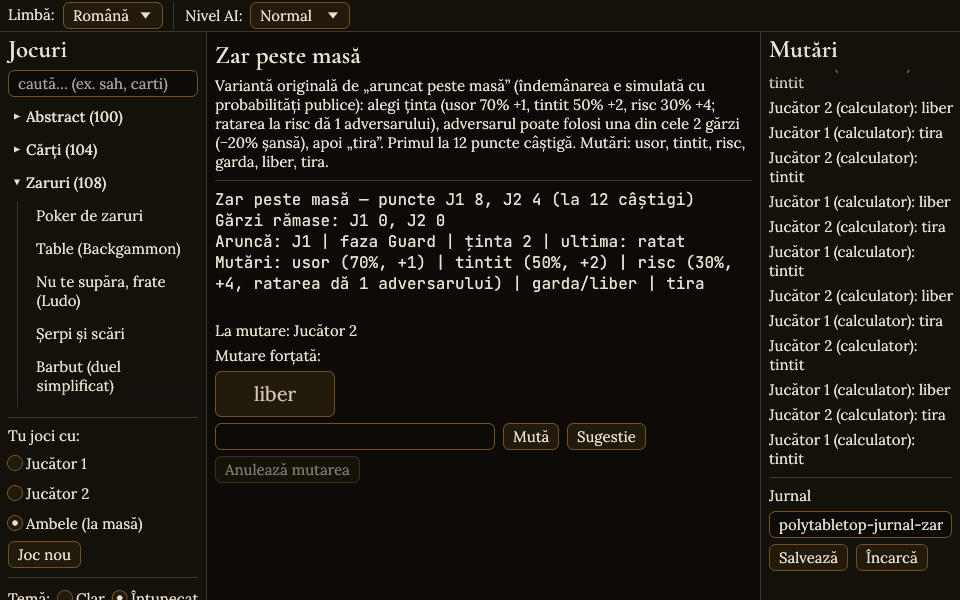 Limbă: Română ▼ Nivel AI: Normal ▼
Jocuri
caută... (ex. sah, carti)
▸ Abstract (100)
▸ Cărți (104)
▾ Zaruri (108)
Poker de zaruri
Table (Backgammon)
Nu te supăra, frate
(Ludo)
Șerpi și scări
Barbut (duel
simplificat)
Tu joci cu:
Jucător 1
Jucător 2
Ambele (la masă)
Joc nou
Temă: Clar Întunecat
Zar peste masă
Variantă originală de „aruncat peste masă” (îndemânarea e simulată cu
probabilități publice): alegi ținta (usor 70% +1, tintit 50% +2, risc 30% +4;
ratarea la risc dă 1 adversarului), adversarul poate folosi una din cele 2 gărzi
(−20% șansă), apoi „tira”. Primul la 12 puncte câștigă. Mutări: usor, tintit, risc,
garda, liber, tira.
Zar peste masă — puncte J1 8, J2 4 (la 12 câștigi)
Gărzi rămase: J1 0, J2 0
Aruncă: J1 | faza Guard | ținta 2 | ultima: ratat
Mutări: usor (70%, +1) | tintit (50%, +2) | risc (30%,
+4, ratarea dă 1 adversarului) | garda/liber | tira
La mutare: Jucător 2
Mutare forțată:
liber
Mută Sugestie
Anulează mutarea
Mutări
tintit
Jucător 2 (calculator): liber
Jucător 1 (calculator): tira
Jucător 2 (calculator):
tintit
Jucător 1 (calculator): liber
Jucător 2 (calculator): tira
Jucător 1 (calculator):
tintit
Jucător 2 (calculator): liber
Jucător 1 (calculator): tira
Jucător 2 (calculator):
tintit
Jucător 1 (calculator): liber
Jucător 2 (calculator): tira
Jucător 1 (calculator):
tintit
Jurnal
polytabletop-jurnal-zar
Salvează Încarcă